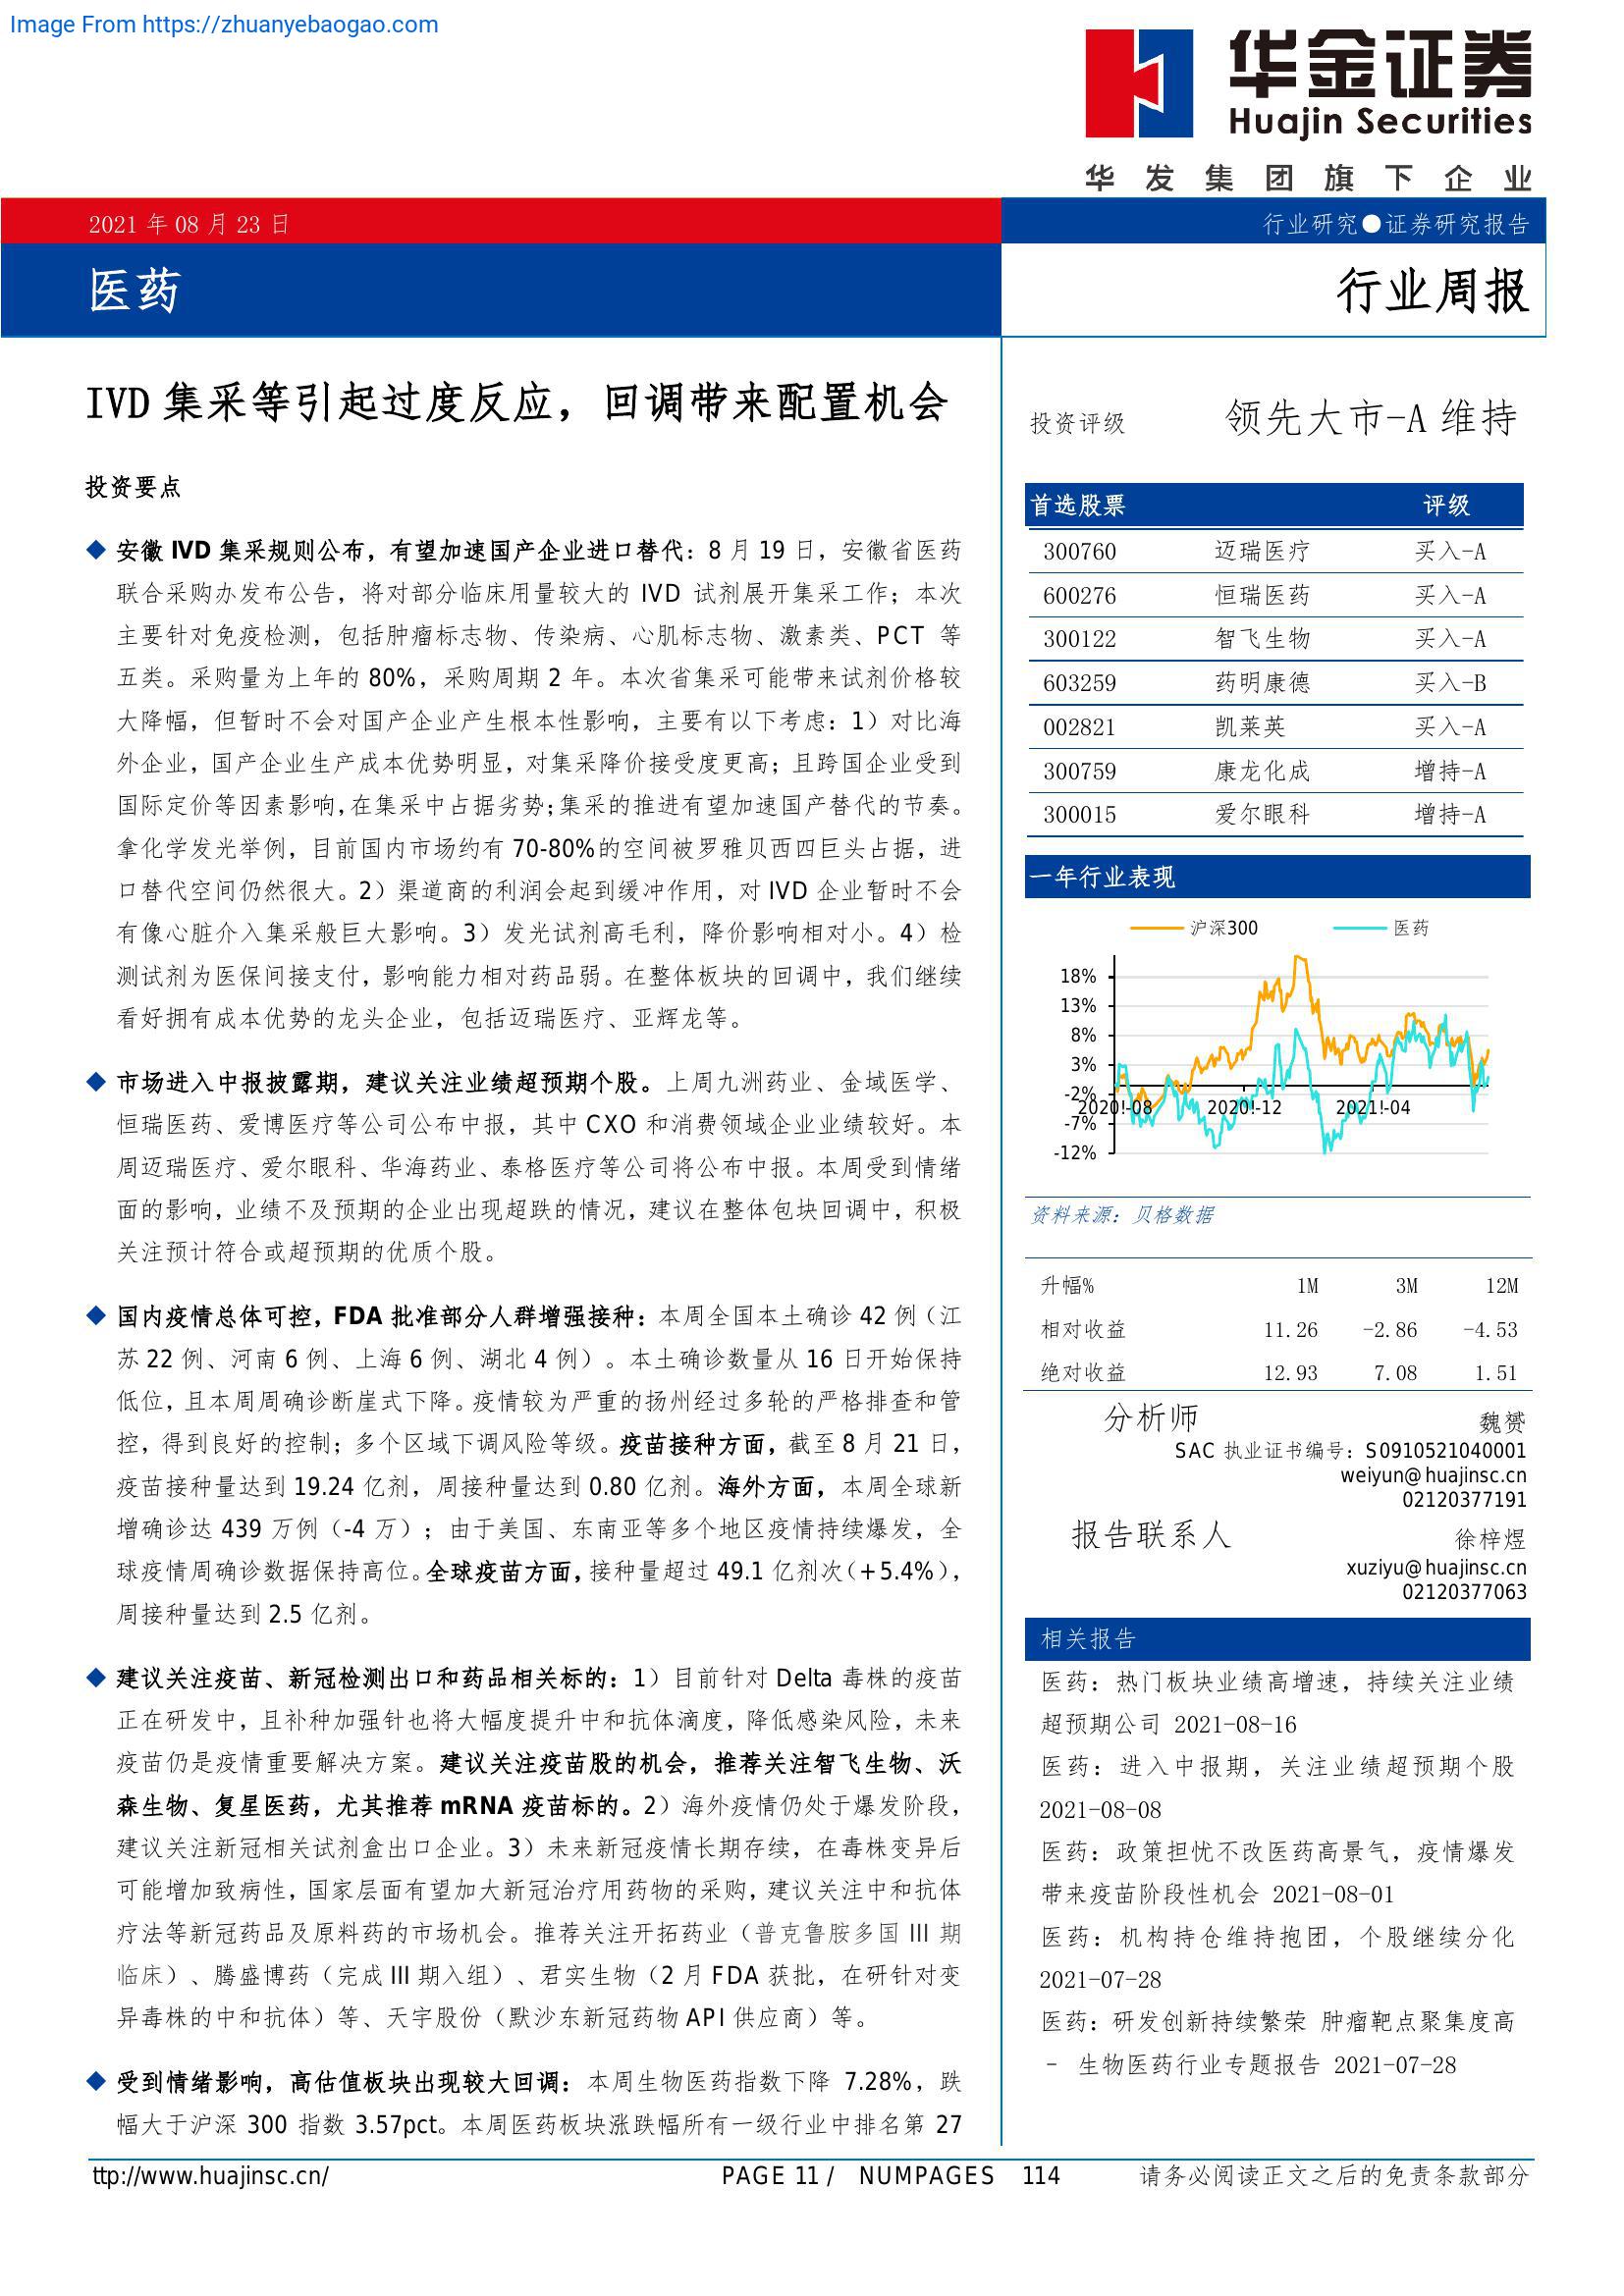 Image From https://zhuanyebaogao.com
华金证券
Huajin Securities
华发集团旗下企业
2021 年 08 月 23 日
行业研究●证券研究报告
医药
行业周报
IVD 集采等引起过度反应，回调带来配置机会
投资要点
◆ 安徽 IVD 集采规则公布，有望加速国产企业进口替代：8 月 19 日，安徽省医药
联合采购办发布公告，将对部分临床用量较大的 IVD 试剂展开集采工作；本次
主要针对免疫检测，包括肿瘤标志物、传染病、心肌标志物、激素类、PCT 等
五类。采购量为上年的 80%，采购周期 2 年。本次省集采可能带来试剂价格较
大降幅，但暂时不会对国产企业产生根本性影响，主要有以下考虑：1）对比海
外企业，国产企业生产成本优势明显，对集采降价接受度更高；且跨国企业受到
国际定价等因素影响，在集采中占据劣势；集采的推进有望加速国产替代的节奏。
拿化学发光举例，目前国内市场约有 70-80%的空间被罗雅贝西四巨头占据，进
口替代空间仍然很大。2）渠道商的利润会起到缓冲作用，对 IVD 企业暂时不会
有像心脏介入集采般巨大影响。3）发光试剂高毛利，降价影响相对小。4）检
测试剂为医保间接支付，影响能力相对药品弱。在整体板块的回调中，我们继续
看好拥有成本优势的龙头企业，包括迈瑞医疗、亚辉龙等。
◆ 市场进入中报披露期，建议关注业绩超预期个股。上周九洲药业、金域医学、
恒瑞医药、爱博医疗等公司公布中报，其中 CXO 和消费领域企业业绩较好。本
周迈瑞医疗、爱尔眼科、华海药业、泰格医疗等公司将公布中报。本周受到情绪
面的影响，业绩不及预期的企业出现超跌的情况，建议在整体包块回调中，积极
关注预计符合或超预期的优质个股。
◆ 国内疫情总体可控，FDA 批准部分人群增强接种：本周全国本土确诊 42 例（江
苏 22 例、河南 6 例、上海 6 例、湖北 4 例）。本土确诊数量从 16 日开始保持
低位，且本周周确诊断崖式下降。疫情较为严重的扬州经过多轮的严格排查和管
控，得到良好的控制；多个区域下调风险等级。疫苗接种方面，截至 8 月 21 日，
疫苗接种量达到 19.24 亿剂，周接种量达到 0.80 亿剂。海外方面，本周全球新
增确诊达 439 万例（-4 万）；由于美国、东南亚等多个地区疫情持续爆发，全
球疫情周确诊数据保持高位。全球疫苗方面，接种量超过 49.1 亿剂次（+5.4%），
周接种量达到 2.5 亿剂。
◆ 建议关注疫苗、新冠检测出口和药品相关标的：1）目前针对 Delta 毒株的疫苗
正在研发中，且补种加强针也将大幅度提升中和抗体滴度，降低感染风险，未来
疫苗仍是疫情重要解决方案。建议关注疫苗股的机会，推荐关注智飞生物、沃
森生物、复星医药，尤其推荐 mRNA 疫苗标的。2）海外疫情仍处于爆发阶段，
建议关注新冠相关试剂盒出口企业。3）未来新冠疫情长期存续，在毒株变异后
可能增加致病性，国家层面有望加大新冠治疗用药物的采购，建议关注中和抗体
疗法等新冠药品及原料药的市场机会。推荐关注开拓药业（普克鲁胺多国 III 期
临床）、腾盛博药（完成 III 期入组）、君实生物（2 月 FDA 获批，在研针对变
异毒株的中和抗体）等、天宇股份（默沙东新冠药物 API 供应商）等。
◆ 受到情绪影响，高估值板块出现较大回调：本周生物医药指数下降 7.28%，跌
幅大于沪深 300 指数 3.57pct。本周医药板块涨跌幅所有一级行业中排名第 27
投资评级 领先大市-A 维持
首选股票 评级
300760 迈瑞医疗 买入-A
600276 恒瑞医药 买入-A
300122 智飞生物 买入-A
603259 药明康德 买入-B
002821 凯莱英 买入-A
300759 康龙化成 增持-A
300015 爱尔眼科 增持-A
一年行业表现
沪深300 医药
18%
13%
8%
3%
-2%
2020!-08 2020-12 2021!-04
-7%
-12%
资料来源：贝格数据
升幅% 1M 3M 12M
相对收益 11.26 -2.86 -4.53
绝对收益 12.93 7.08 1.51
分析师 魏赟
SAC 执业证书编号：S0910521040001
weiyun@huajinsc.cn
02120377191
报告联系人 徐梓煜
xuziyu@huajinsc.cn
02120377063
相关报告
医药：热门板块业绩高增速，持续关注业绩
超预期公司 2021-08-16
医药：进入中报期，关注业绩超预期个股
2021-08-08
医药：政策担忧不改医药高景气，疫情爆发
带来疫苗阶段性机会 2021-08-01
医药：机构持仓维持抱团，个股继续分化
2021-07-28
医药：研发创新持续繁荣 肿瘤靶点聚集度高
- 生物医药行业专题报告 2021-07-28
ttp://www.huajinsc.cn/ PAGE 11 / NUMPAGES 114 请务必阅读正文之后的免责条款部分